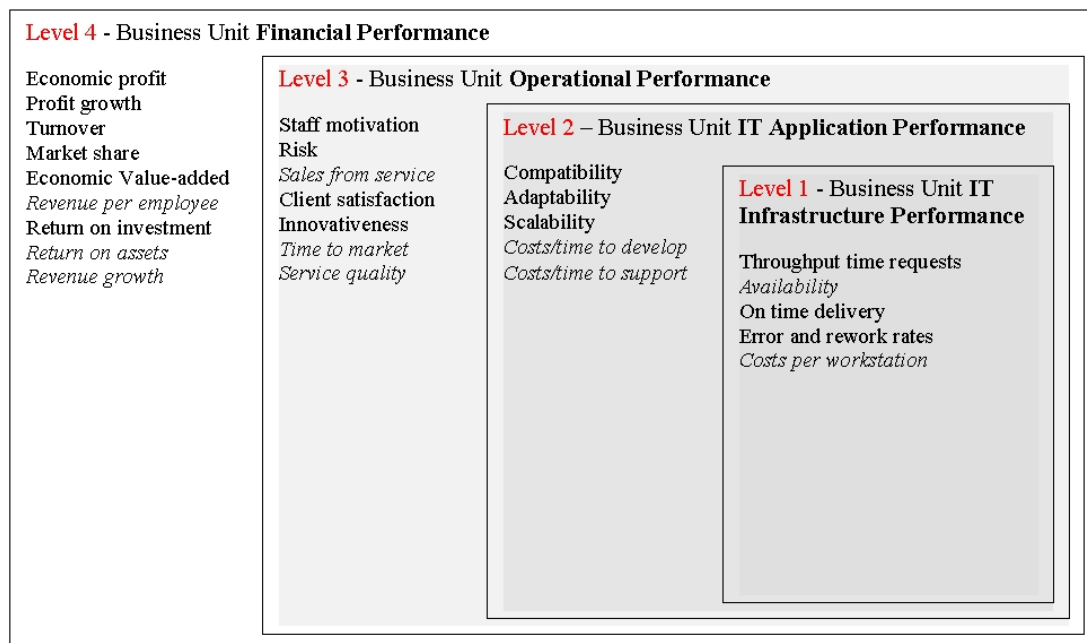 Level 4 - Business Unit Financial Performance
Economic profit
Profit growth
Turnover
Market share
Economic Value-added
Revenue per employee
Return on investment
Return on assets
Revenue growth
Level 3 - Business Unit Operational Performance
Staff motivation
Risk
Sales from service
Client satisfaction
Innovativeness
Time to market
Service quality
Level 2 – Business Unit IT Application Performance
Compatibility
Adaptability
Scalability
Costs/time to develop
Costs/time to support
Level 1 - Business Unit IT
Infrastructure Performance
Throughput time requests
Availability
On time delivery
Error and rework rates
Costs per workstation